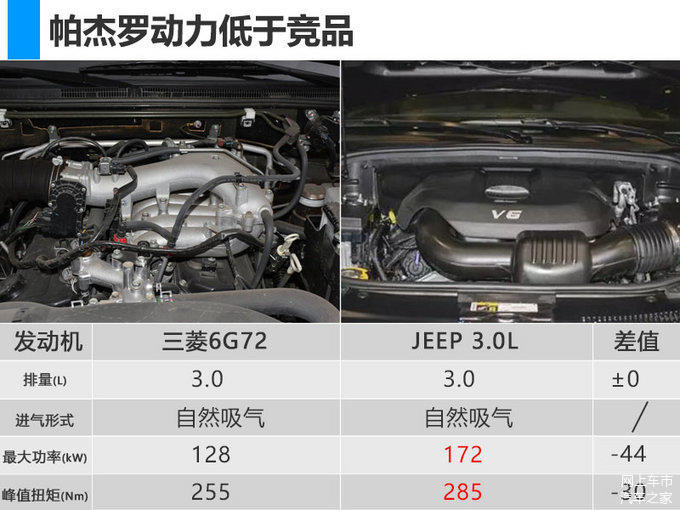 帕杰罗动力低于竞品
V6
发动机 三菱6G72 JEEP 3.0L 差值
排量(L) 3.0 3.0 ±0
进气形式 自然吸气 自然吸气 /
最大功率(kW) 128 172 -44
峰值扭矩(Nm) 255 285 -30
网上车市
汽车之家